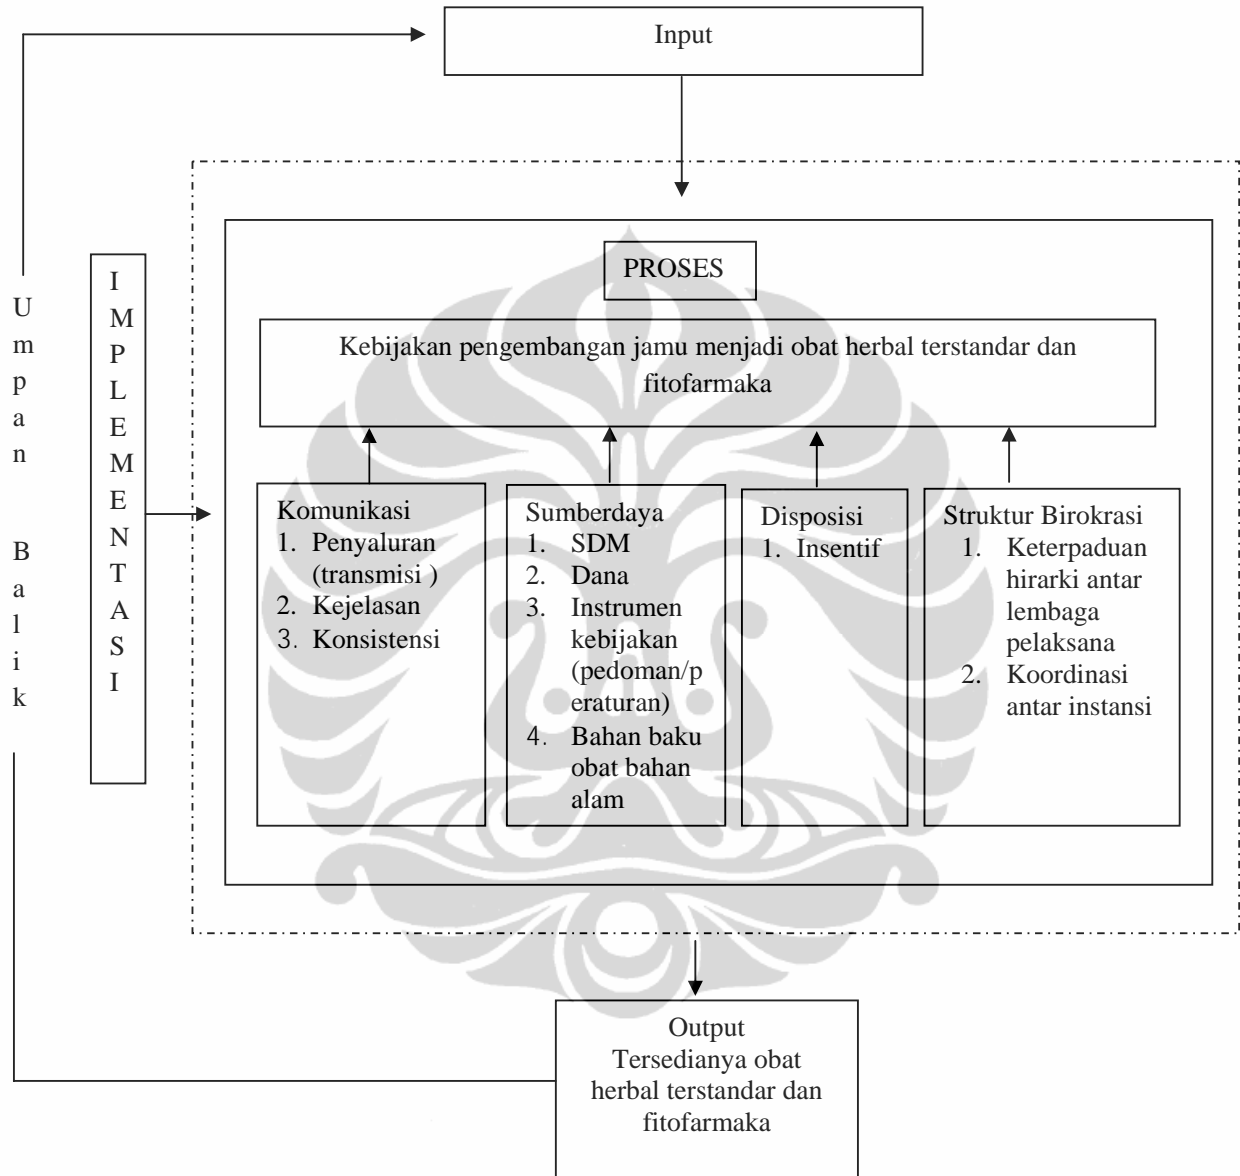 Input
Umpan Balik
IMPLEMENTASI
PROSES
Kebijakan pengembangan jamu menjadi obat herbal terstandar dan
fitofarmaka
Komunikasi
1. Penyaluran
(transmisi )
2. Kejelasan
3. Konsistensi
Sumberdaya
1. SDM
2. Dana
3. Instrumen
kebijakan
(pedoman/p
eraturan)
4. Bahan baku
obat bahan
alam
Disposisi
1. Insentif
Struktur Birokrasi
1. Keterpaduan
hirarki antar
lembaga
pelaksana
2. Koordinasi
antar instansi
Output
Tersedianya obat
herbal terstandar dan
fitofarmaka